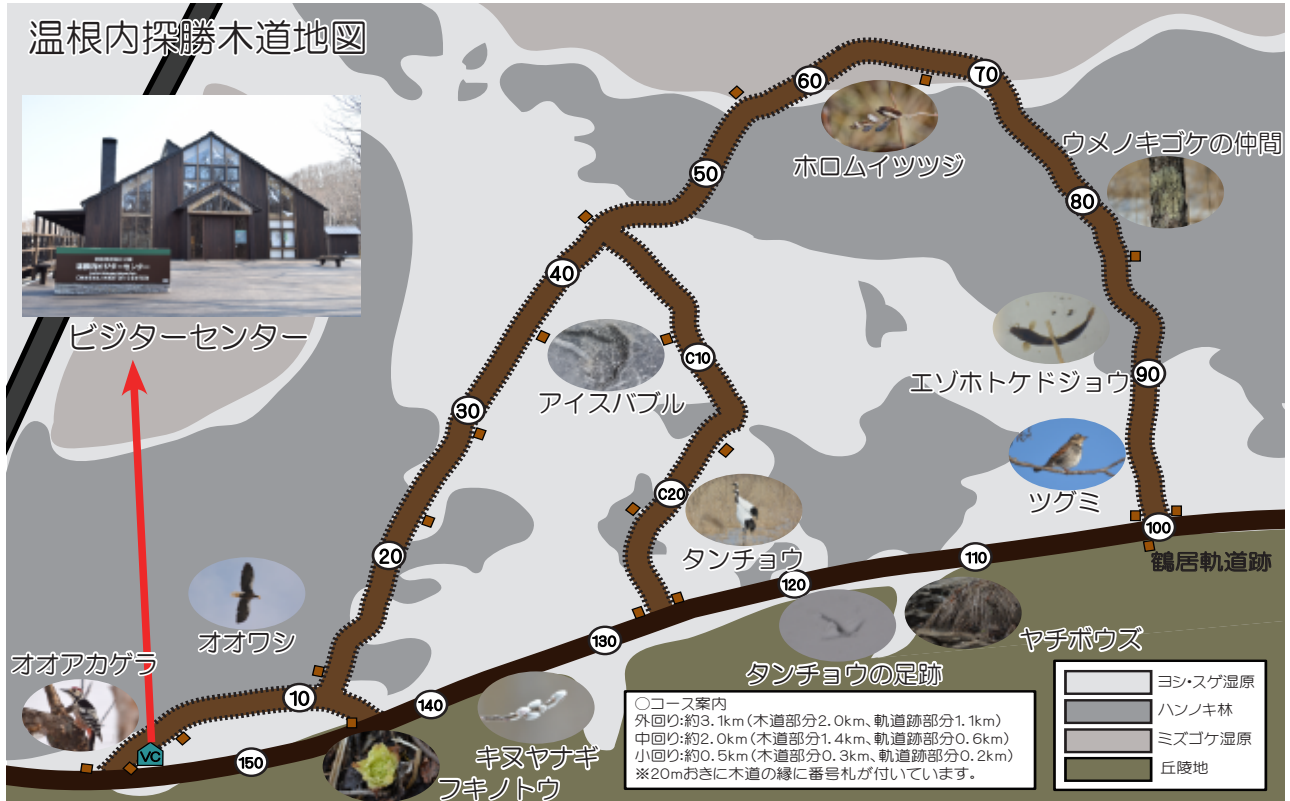 温根内探勝木道地図
ビジターセンター
60
70
50
ホロムイツツジ
ウメノキゴケの仲間
80
40
アイスバブル
C10
エゾホトケドジョウ
90
30
ツグミ
C20
タンチョウ
100
鶴居軌道跡
110
120
20
オオワシ
130
タンチョウの足跡
ヤチボウズ
オオアカゲラ
10
140
VC
150
キヌヤナギ
フキノトウ
○コース案内
外回り:約3.1km(木道部分2.0km、軌道跡部分1.1km)
中回り:約2.0km(木道部分1.4km、軌道跡部分0.6km)
小回り:約0.5km(木道部分0.3km、軌道跡部分0.2km)
※20mおきに木道の縁に番号札が付いています。
ヨシ・スゲ湿原
ハンノキ林
ミズゴケ湿原
丘陵地